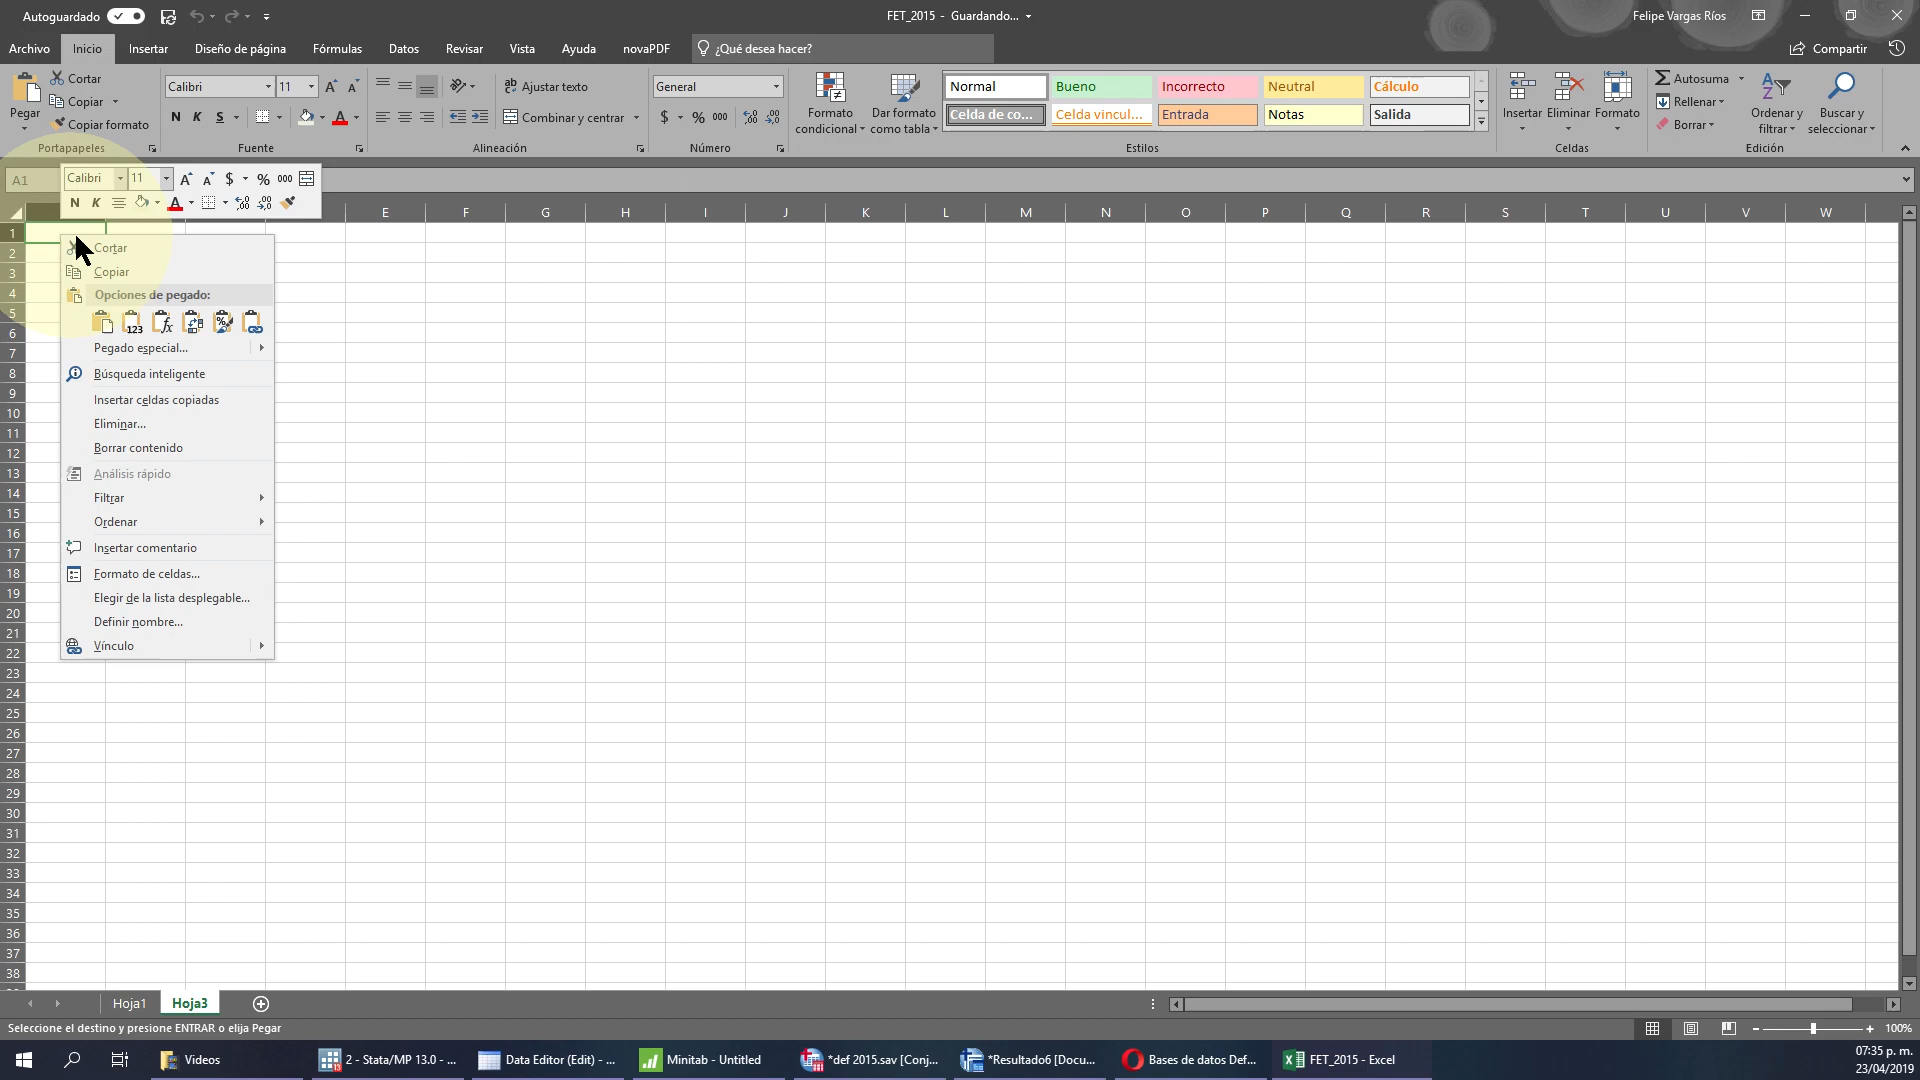 Autoguardado
FET_2015 - Guardando...
Felipe Vargas Ríos
Archivo Inicio Insertar Diseño de página Fórmulas Datos Revisar Vista Ayuda novaPDF ¿Qué desea hacer? Compartir
Pegar
Cortar
Copiar
Copiar formato
Portapapeles
Calibri 11
N K S
Fuente
Ajustar texto
Combinar y centrar
Alineación
General
$ % 000
Número
Formato condicional
Dar formato como tabla
Normal Bueno Incorrecto Neutral Cálculo
Celda de co... Celda vincul... Entrada Notas Salida
Estilos
Insertar Eliminar Formato
Celdas
Autosuma
Rellenar
Borrar
Ordenar y filtrar
Buscar y seleccionar
Edición
A1
Calibri 11 $ % 000
N K
E F G H I J K L M N O P Q R S T U V W
1
2
3
4
5
6
7
8
9
10
11
12
13
14
15
16
17
18
19
20
21
22
23
24
25
26
27
28
29
30
31
32
33
34
35
36
37
38
Cortar
Copiar
Opciones de pegado:
Pegado especial...
Búsqueda inteligente
Insertar celdas copiadas
Eliminar...
Borrar contenido
Análisis rápido
Filtrar
Ordenar
Insertar comentario
Formato de celdas...
Elegir de la lista desplegable...
Definir nombre...
Vínculo
Hoja1 Hoja3
Seleccione el destino y presione ENTRAR o elija Pegar
100%
Videos
2 - Stata/MP 13.0 - ...
Data Editor (Edit) - ...
Minitab - Untitled
*def 2015.sav [Conj...
*Resultado6 [Docu...
Bases de datos Def...
FET_2015 - Excel
07:35 p. m.
23/04/2019